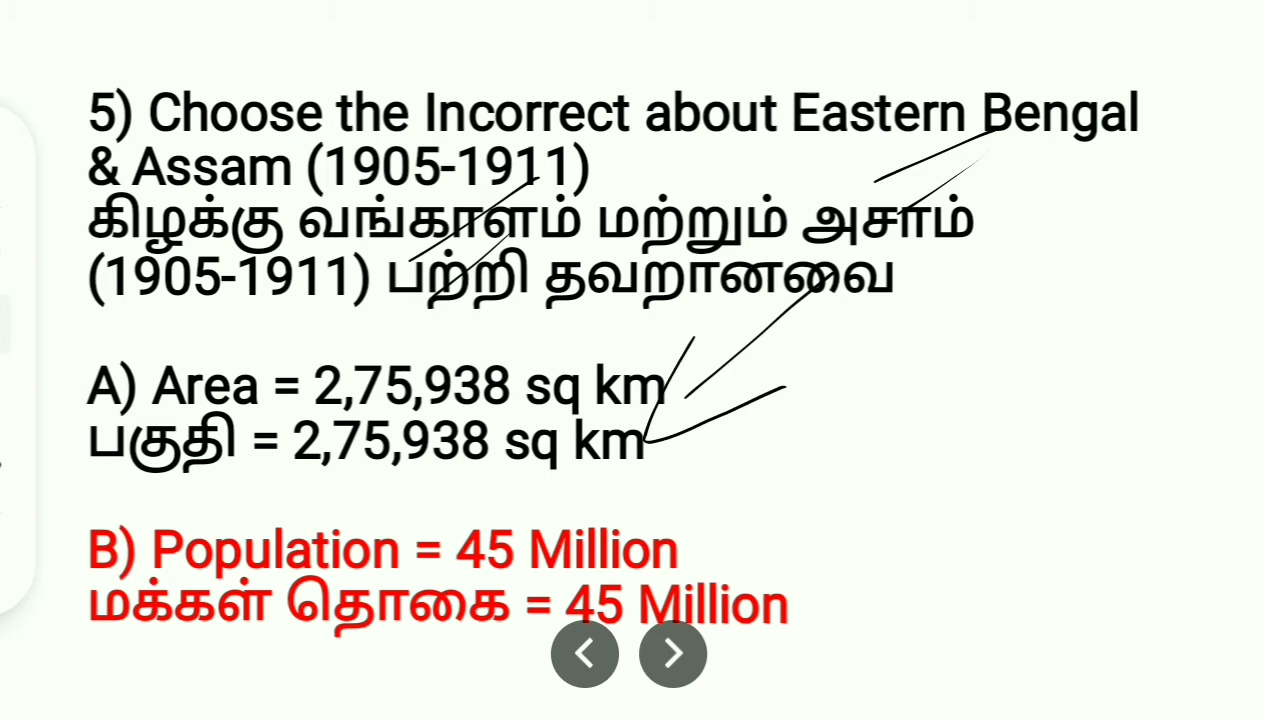 5) Choose the Incorrect about Eastern Bengal
& Assam (1905-1911)
கிழக்கு வங்காளம் மற்றும் அசாம்
(1905-1911) பற்றி தவறானவை
A) Area = 2,75,938 sq km
பகுதி = 2,75,938 sq km
B) Population = 45 Million
மக்கள் தொகை = 45 Million